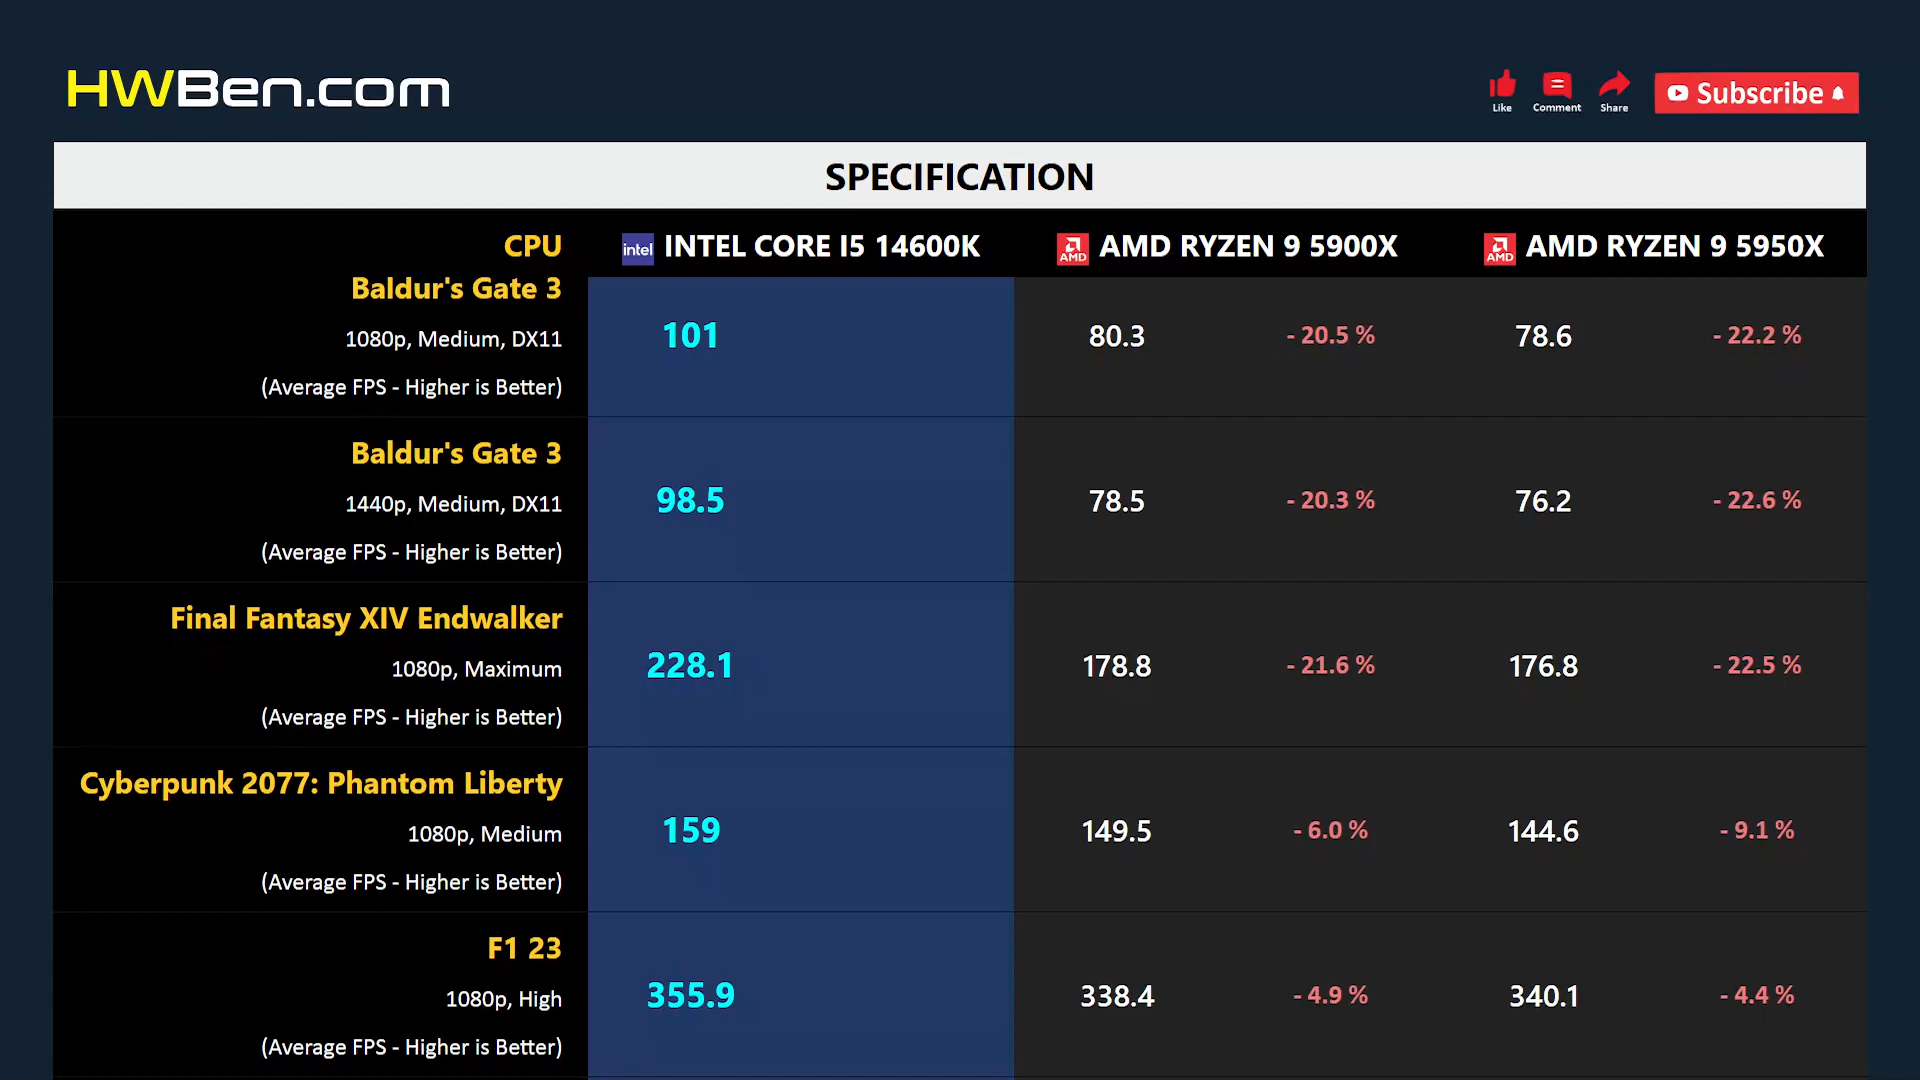 HWBen.com
Like
Comment
Share
Subscribe
SPECIFICATION
CPU
intel INTEL CORE I5 14600K
AMD AMD RYZEN 9 5900X
AMD AMD RYZEN 9 5950X
Baldur's Gate 3
1080p, Medium, DX11
(Average FPS - Higher is Better)
101
80.3
- 20.5 %
78.6
- 22.2 %
Baldur's Gate 3
1440p, Medium, DX11
(Average FPS - Higher is Better)
98.5
78.5
- 20.3 %
76.2
- 22.6 %
Final Fantasy XIV Endwalker
1080p, Maximum
(Average FPS - Higher is Better)
228.1
178.8
- 21.6 %
176.8
- 22.5 %
Cyberpunk 2077: Phantom Liberty
1080p, Medium
(Average FPS - Higher is Better)
159
149.5
- 6.0 %
144.6
- 9.1 %
F1 23
1080p, High
(Average FPS - Higher is Better)
355.9
338.4
- 4.9 %
340.1
- 4.4 %